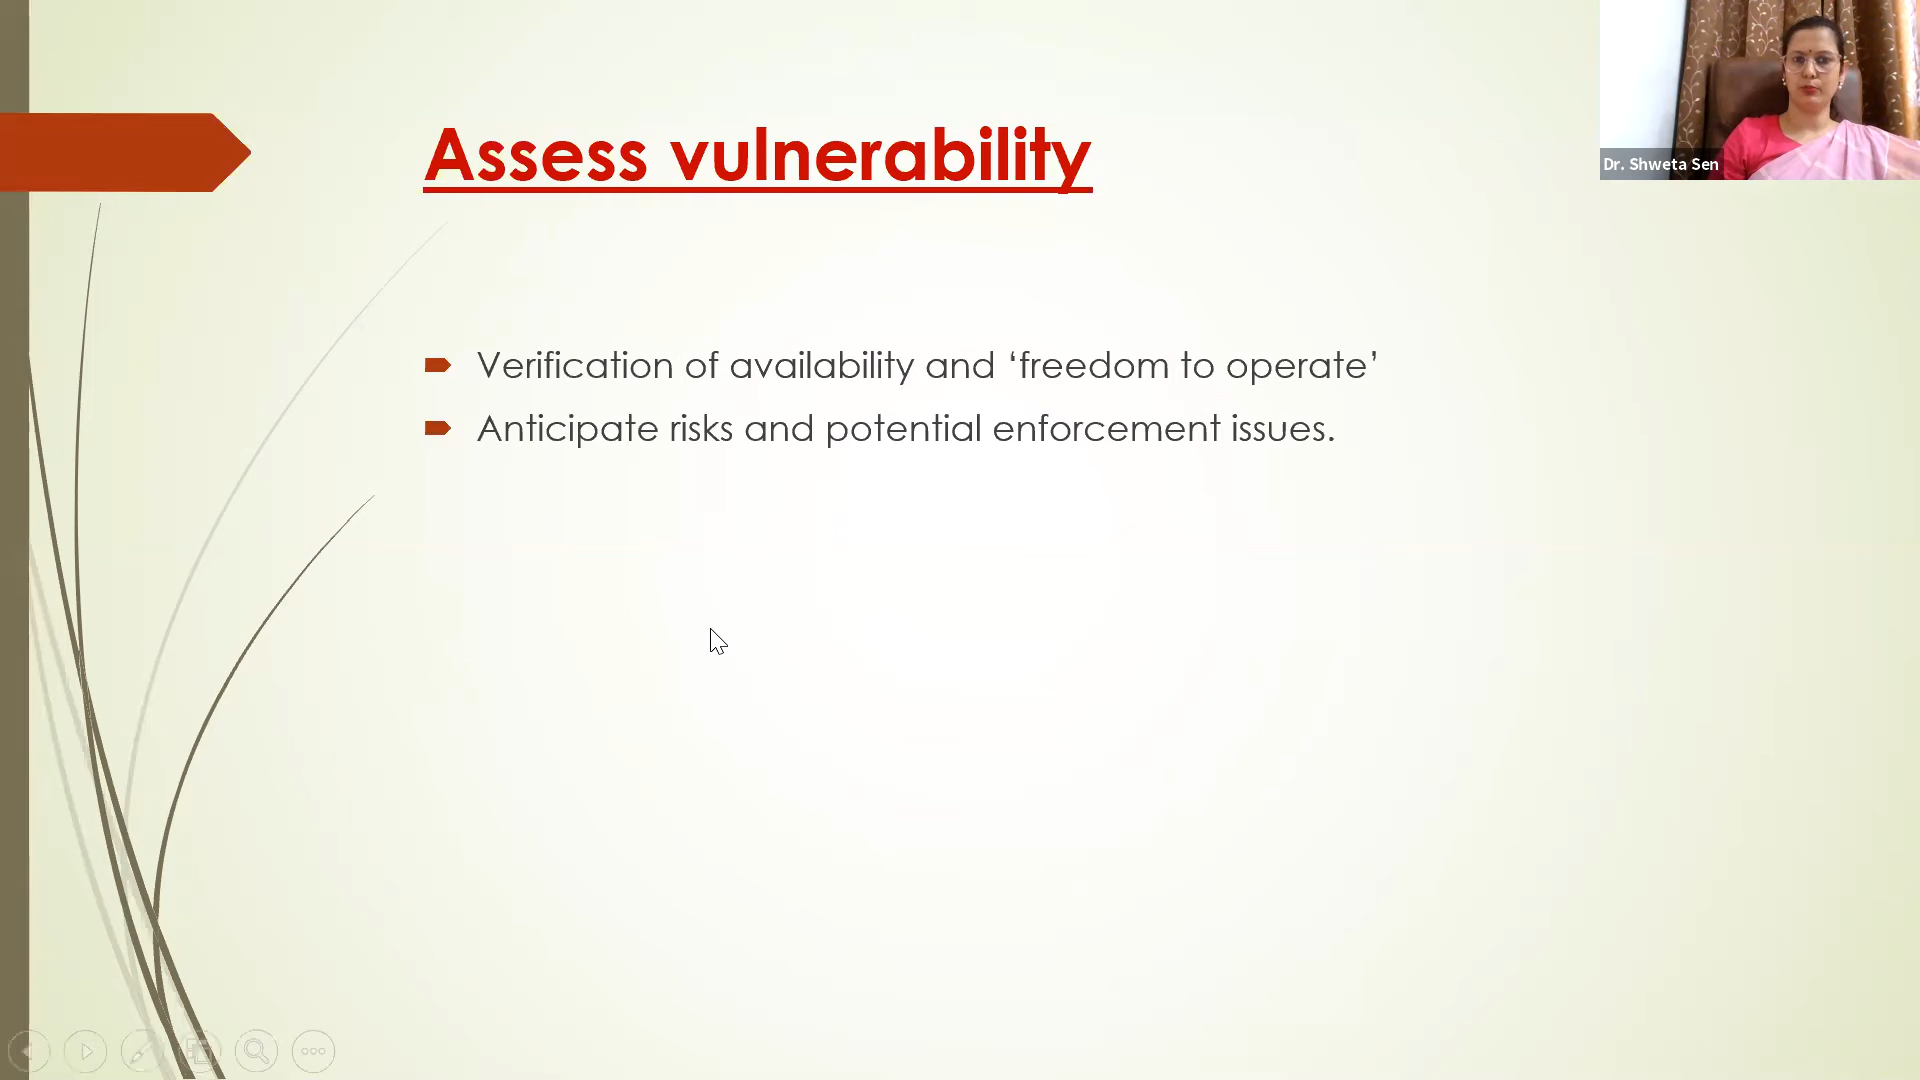 Assess vulnerability
Dr. Shweta Sen
Verification of availability and ‘freedom to operate’
Anticipate risks and potential enforcement issues.